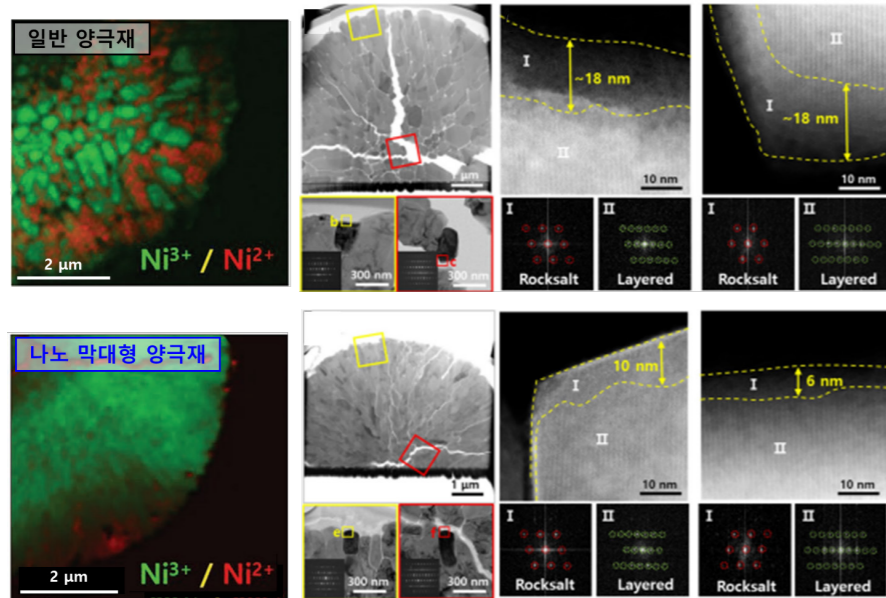 일반 양극재
2 μm
Ni³⁺ / Ni²⁺
1 μm
b
300 nm
c
300 nm
I
II
~18 nm
10 nm
I
II
~18 nm
10 nm
I
Rocksalt
II
Layered
I
Rocksalt
II
Layered
나노 막대형 양극재
2 μm
Ni³⁺ / Ni²⁺
1 μm
e
300 nm
f
300 nm
I
II
10 nm
10 nm
I
II
6 nm
10 nm
I
Rocksalt
II
Layered
I
Rocksalt
II
Layered